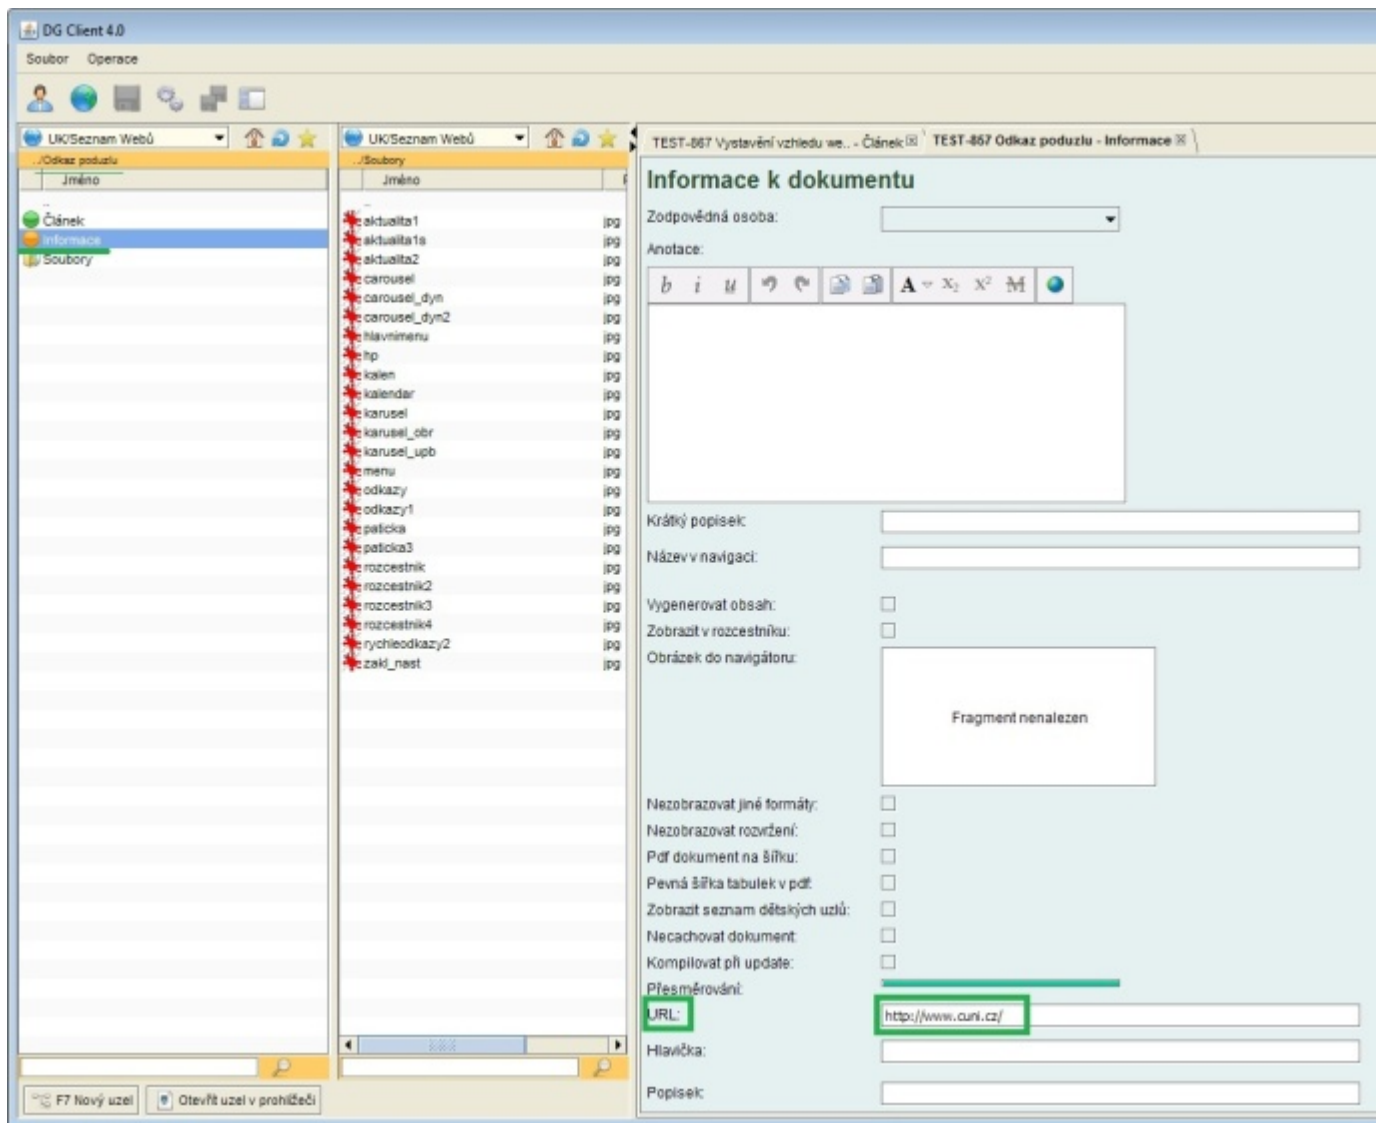 DG Client 4.0
Soubor Operace
UK/Seznam Webů
../Odkaz poduzlu
Jméno
..
Článek
Informace
Soubory
UK/Seznam Webů
../Soubory
Jméno
..
aktualita1 jpg
aktualita1s jpg
aktualita2 jpg
carousel jpg
carousel_dyn jpg
carousel_dyn2 jpg
hlavnimenu jpg
hp jpg
kalen jpg
kalendar jpg
karusel jpg
karusel_obr jpg
karusel_upb jpg
menu jpg
odkazy jpg
odkazy1 jpg
paticka jpg
paticka3 jpg
rozcestnik jpg
rozcestnik2 jpg
rozcestnik3 jpg
rozcestnik4 jpg
rychleodkazy2 jpg
zakl_nast jpg
F7 Nový uzel Otevřít uzel v prohlížeči
TEST-867 Vystavění vzhledu we.. - Článek TEST-867 Odkaz poduzlu - Informace
Informace k dokumentu
Zodpovědná osoba:
Anotace:
b i u A x₂ x² M
Krátký popisek:
Název v navigaci:
Vygenerovat obsah:
Zobrazit v rozcestníku:
Obrázek do navigátoru:
Fragment nenalezen
Nezobrazovat jiné formáty:
Nezobrazovat rozvržení:
Pdf dokument na šířku:
Pevná šířka tabulek v pdf:
Zobrazit seznam dětských uzlů:
Necachovat dokument:
Kompilovat při update:
Přesměrování:
URL: http://www.cuni.cz/
Hlavička:
Popisek: